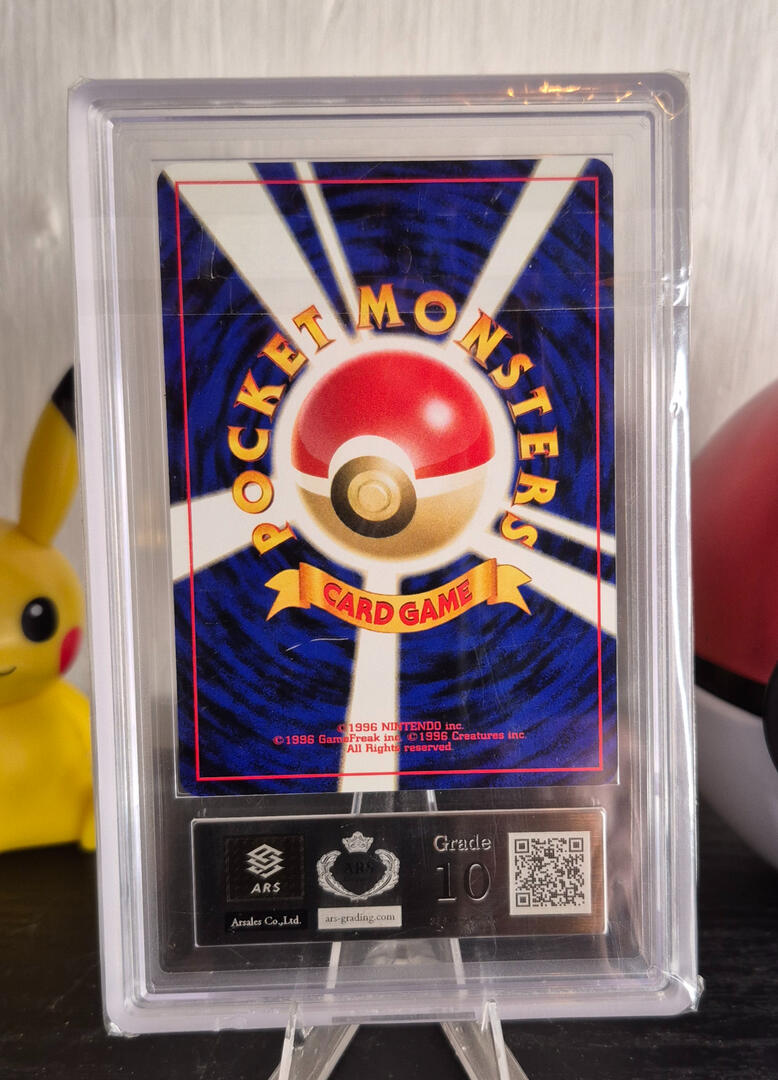 POCKET MONSTERS
CARD GAME
©1996 NINTENDO inc.
©1996 GameFreak inc. ©1996 Creatures inc.
All Rights reserved.
ARS
Arsales Co.,Ltd.
ARS
ars-grading.com
Grade
10